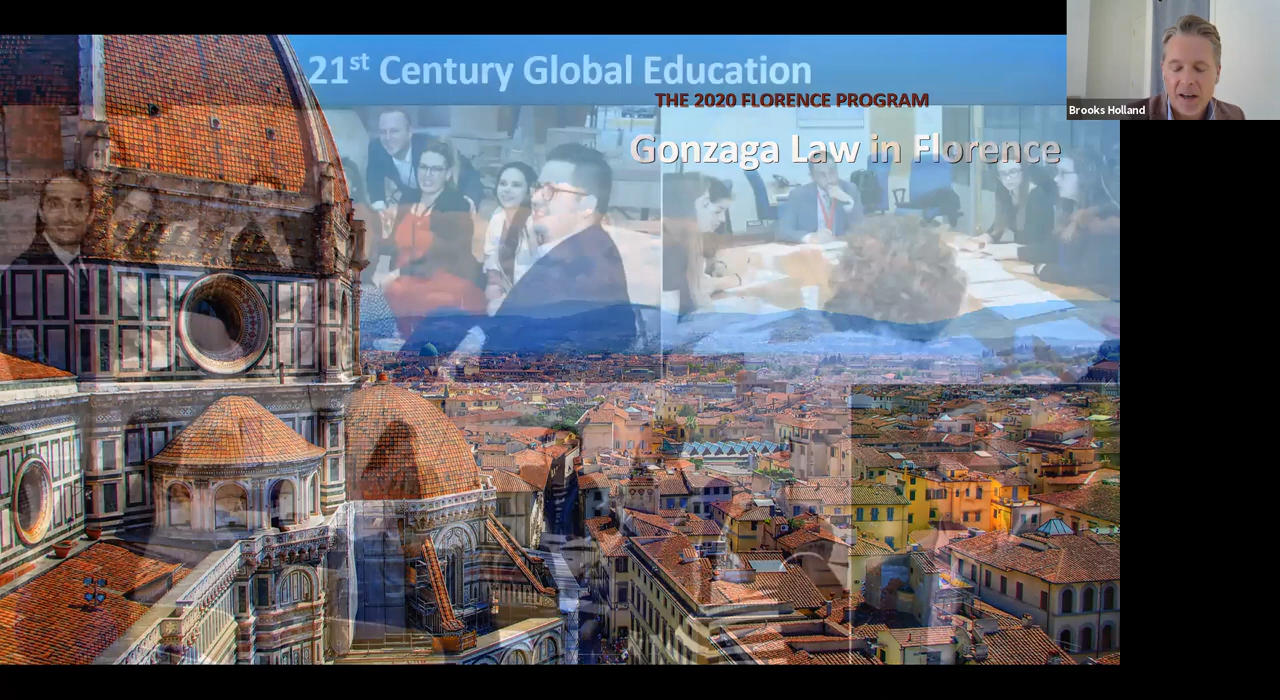 21st Century Global Education
THE 2020 FLORENCE PROGRAM
Gonzaga Law in Florence
Brooks Holland